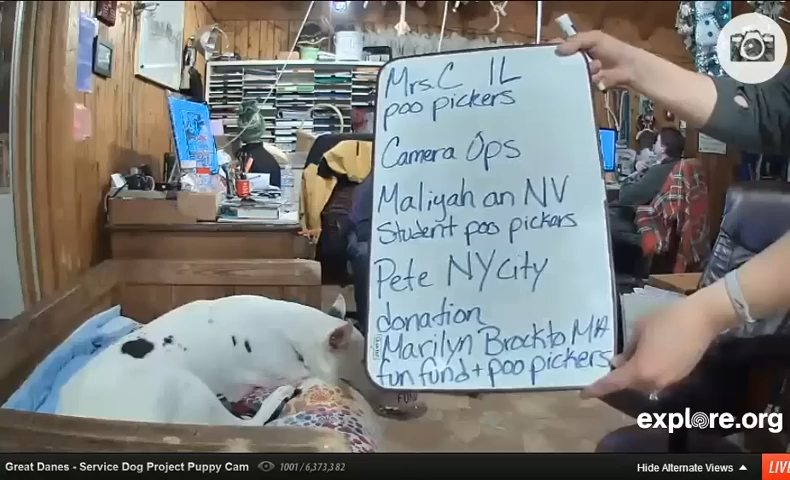 Mrs.C IL
poo pickers
Camera Ops
Maliyah an NV
Student poo pickers
Pete NYCity
donation
Marilyn Brockto MA
fun fund + poo pickers
explore.org
Great Danes - Service Dog Project Puppy Cam
1001 / 6,373,382
Hide Alternate Views
LIVE